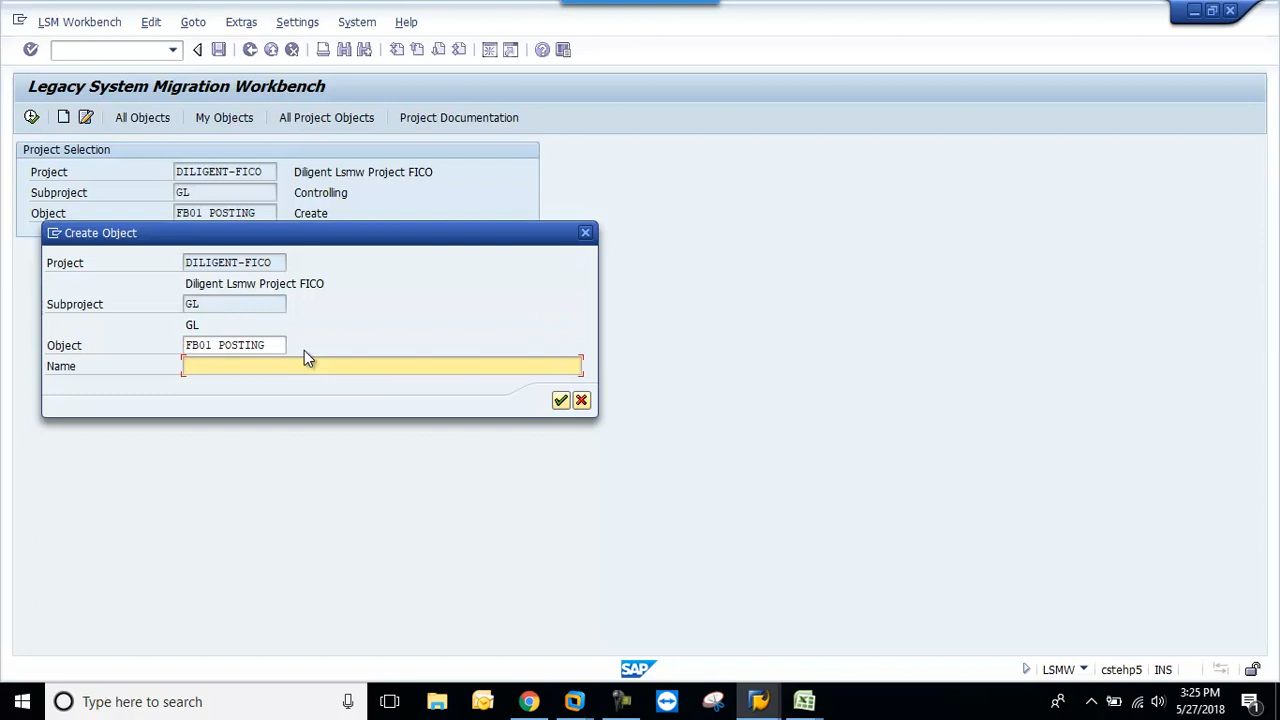 LSM Workbench Edit Goto Extras Settings System Help
Legacy System Migration Workbench
All Objects My Objects All Project Objects Project Documentation
Project Selection
Project DILIGENT-FICO Diligent Lsmw Project FICO
Subproject GL Controlling
Object FB01 POSTING Create
Create Object
Project DILIGENT-FICO
Diligent Lsmw Project FICO
Subproject GL
GL
Object FB01 POSTING
Name
SAP LSMW cstehp5 INS
Type here to search
3:25 PM
5/27/2018
1